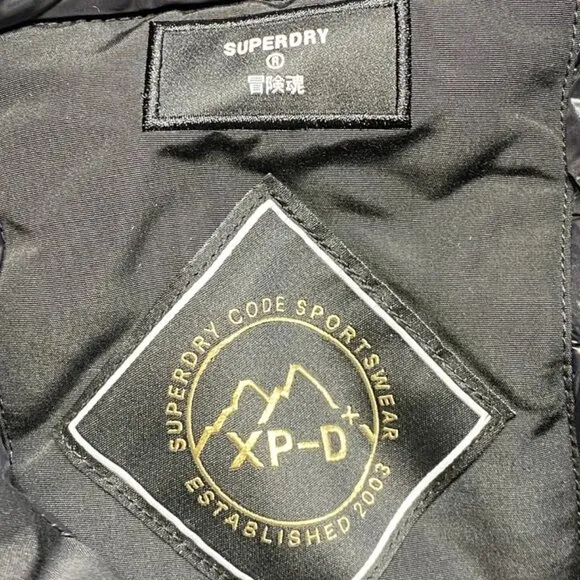 SUPERDRY
®
冒険魂
SUPERDRY CODE SPORTSWEAR
XP-D
ESTABLISHED 2003